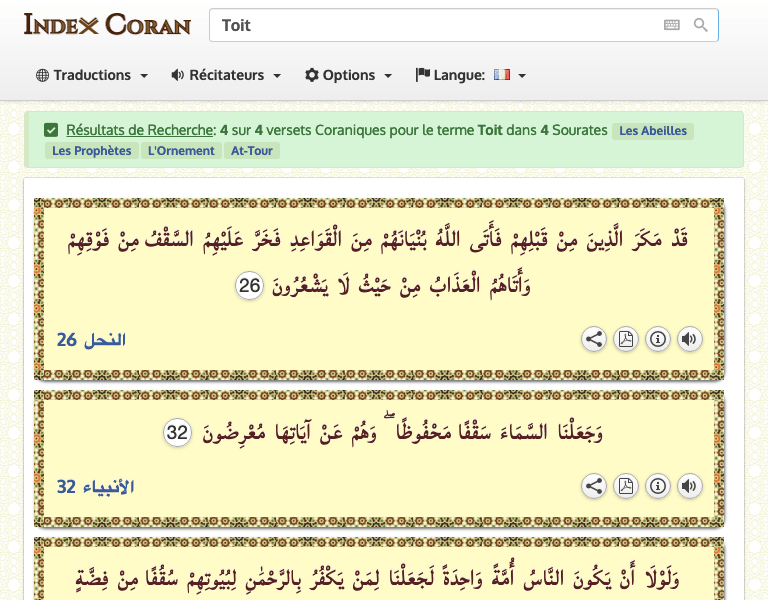 INDEX CORAN
Toit
Traductions Récitateurs Options Langue:
Résultats de Recherche: 4 sur 4 versets Coraniques pour le terme Toit dans 4 Sourates Les Abeilles
Les Prophètes L'Ornement At-Tour
قَدْ مَكَرَ الَّذِينَ مِنْ قَبْلِهِمْ فَأَتَى اللَّهُ بُنْيَانَهُمْ مِنَ الْقَوَاعِدِ فَخَرَّ عَلَيْهِمُ السَّقْفُ مِنْ فَوْقِهِمْ
وَأَتَاهُمُ الْعَذَابُ مِنْ حَيْثُ لَا يَشْعُرُونَ 26
النحل 26
وَجَعَلْنَا السَّمَاءَ سَقْفًا مَحْفُوظًا ۖ وَهُمْ عَنْ آيَاتِهَا مُعْرِضُونَ 32
الأنبياء 32
وَلَوْلَا أَنْ يَكُونَ النَّاسُ أُمَّةً وَاحِدَةً لَجَعَلْنَا لِمَنْ يَكْفُرُ بِالرَّحْمَٰنِ لِبُيُوتِهِمْ سُقُفًا مِنْ فِضَّةٍ